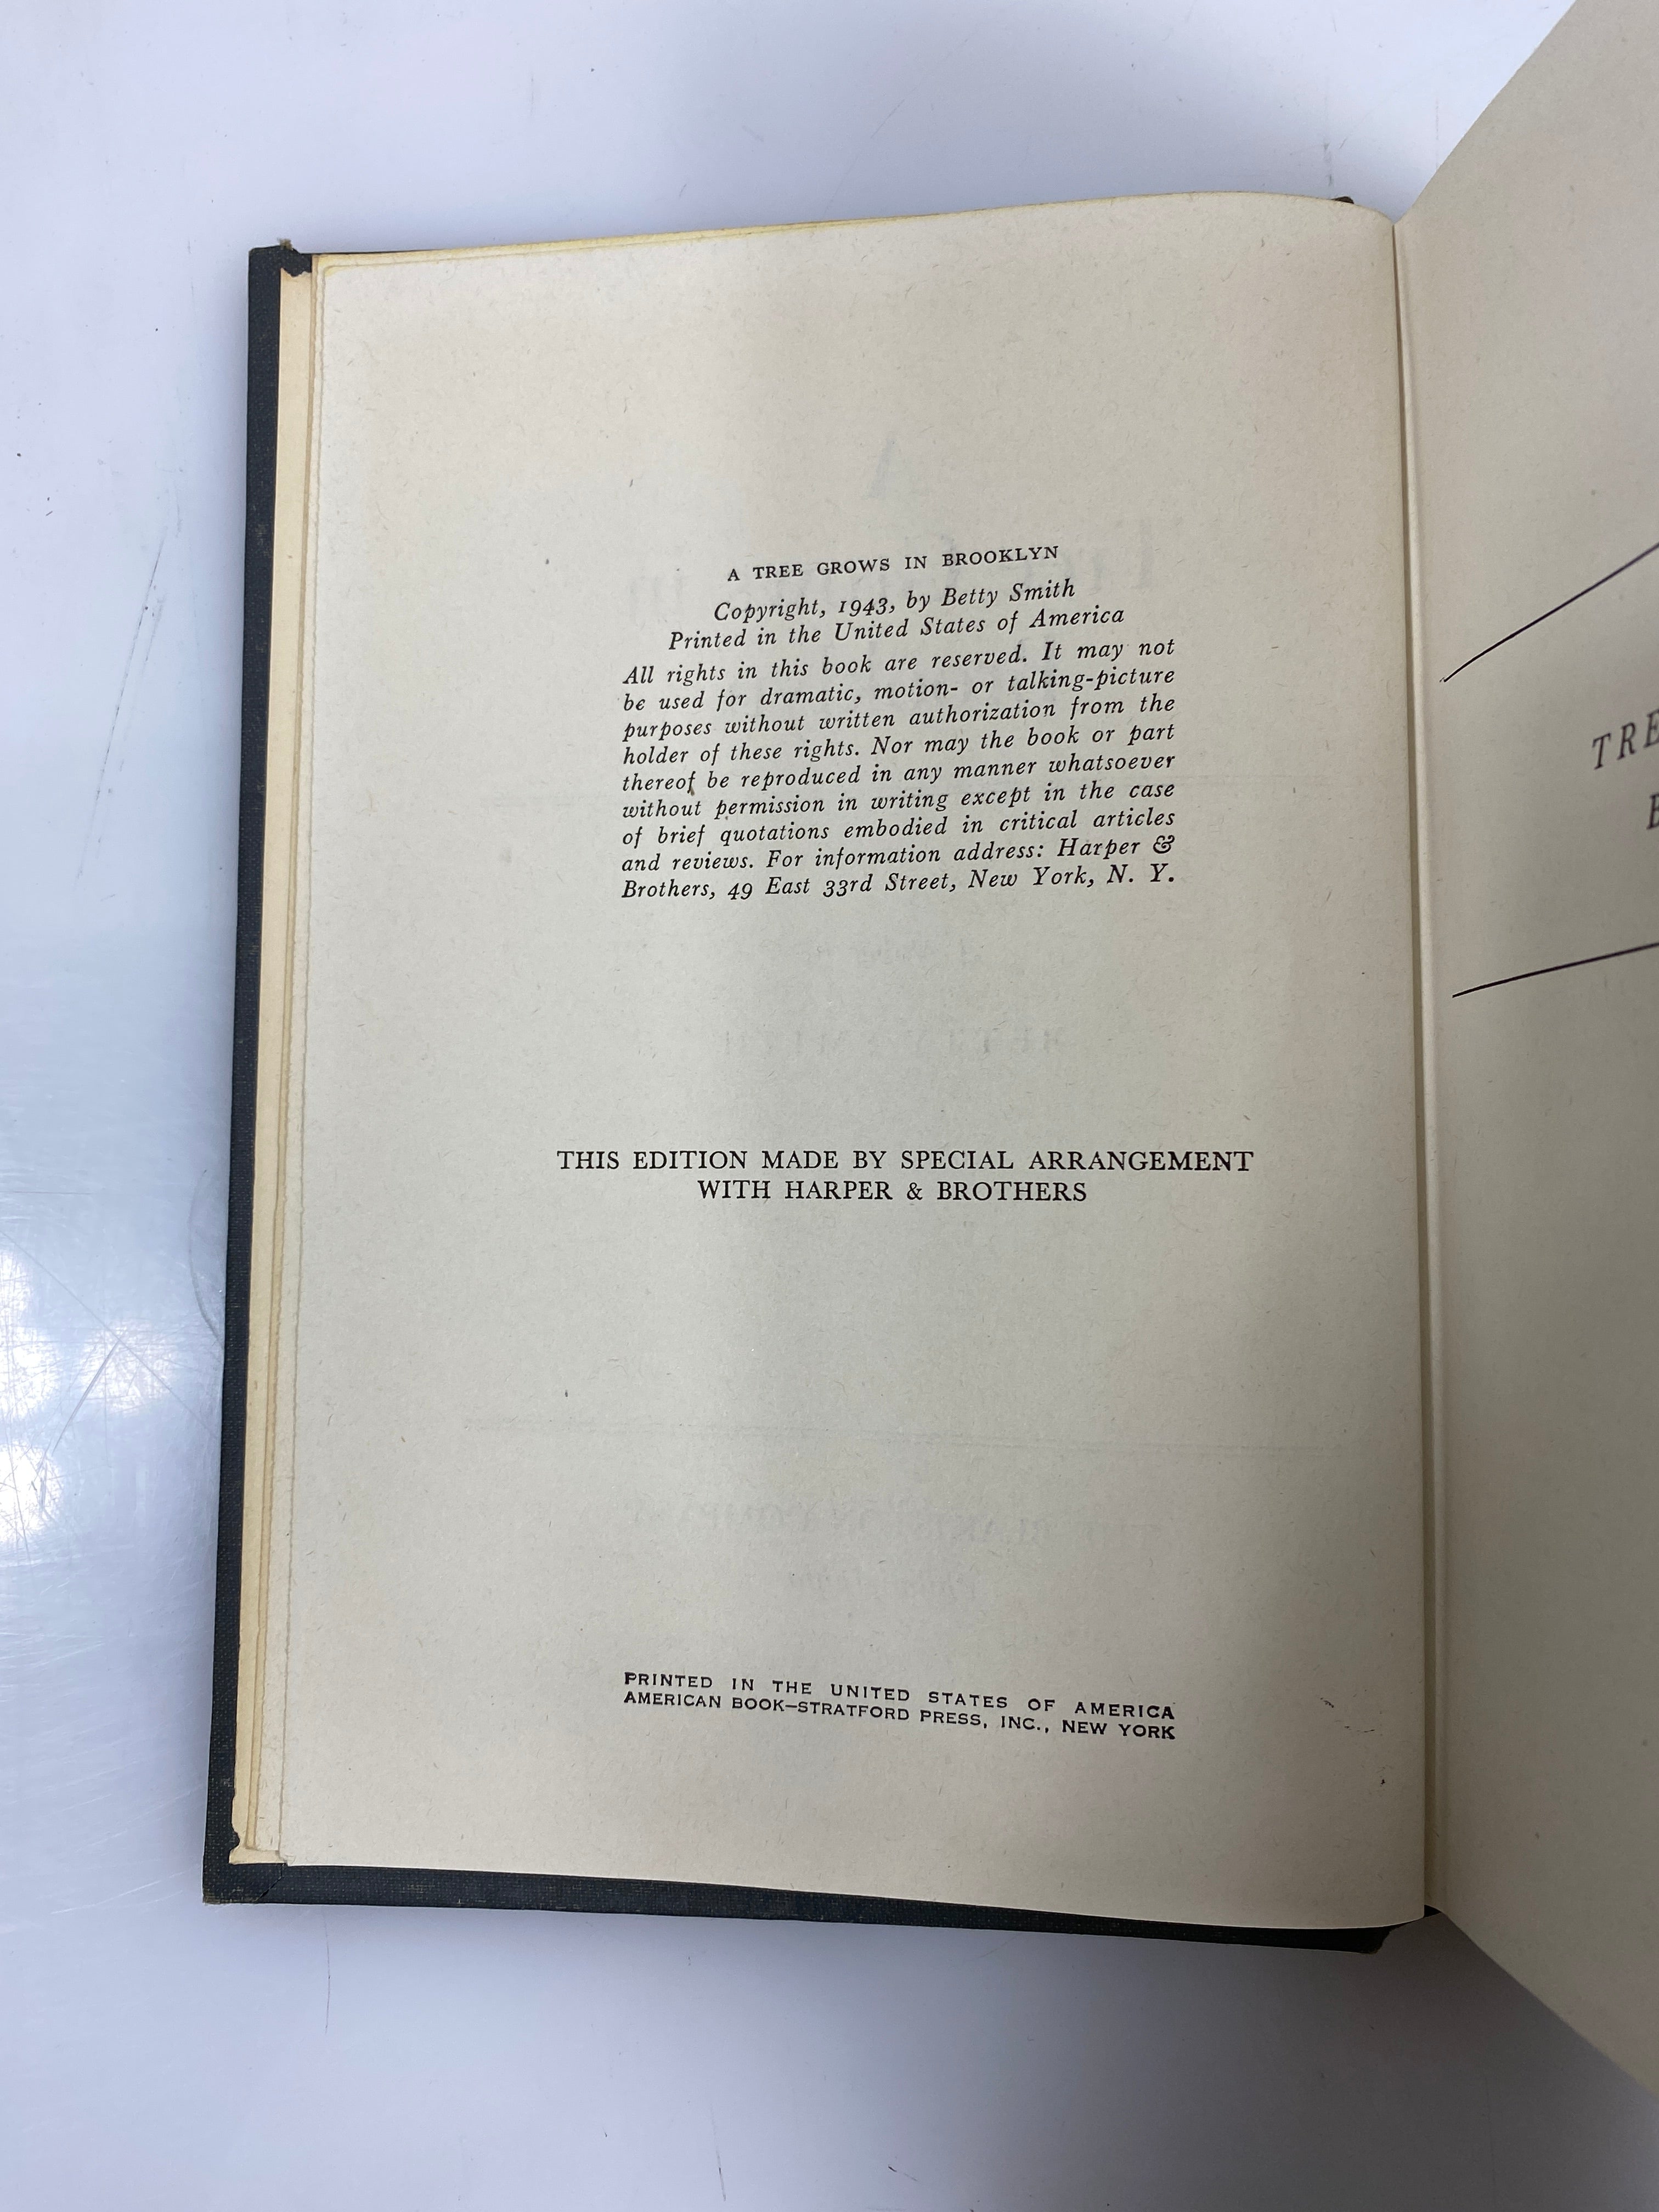 A TREE GROWS IN BROOKLYN
Copyright, 1943, by Betty Smith
Printed in the United States of America
All rights in this book are reserved. It may not
be used for dramatic, motion- or talking-picture
purposes without written authorization from the
holder of these rights. Nor may the book or part
thereof be reproduced in any manner whatsoever
without permission in writing except in the case
of brief quotations embodied in critical articles
and reviews. For information address: Harper &
Brothers, 49 East 33rd Street, New York, N. Y.
THIS EDITION MADE BY SPECIAL ARRANGEMENT
WITH HARPER & BROTHERS
PRINTED IN THE UNITED STATES OF AMERICA
AMERICAN BOOK–STRATFORD PRESS, INC., NEW YORK
TRE